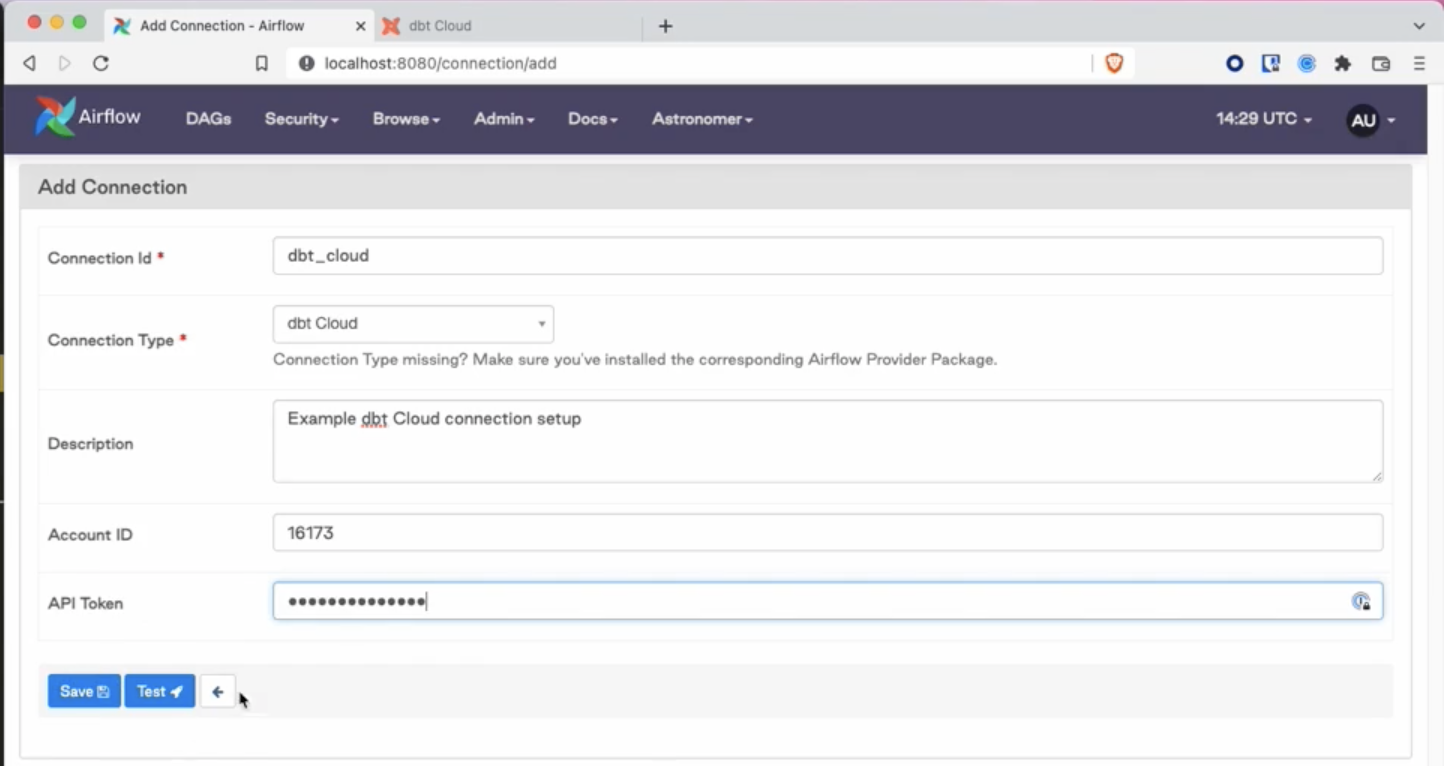 Add Connection - Airflow
dbt Cloud
localhost:8080/connection/add
Airflow DAGs Security Browse Admin Docs Astronomer 14:29 UTC AU
Add Connection
Connection Id * dbt_cloud
Connection Type * dbt Cloud
Connection Type missing? Make sure you've installed the corresponding Airflow Provider Package.
Description Example dbt Cloud connection setup
Account ID 16173
API Token ••••••••••••••
Save Test